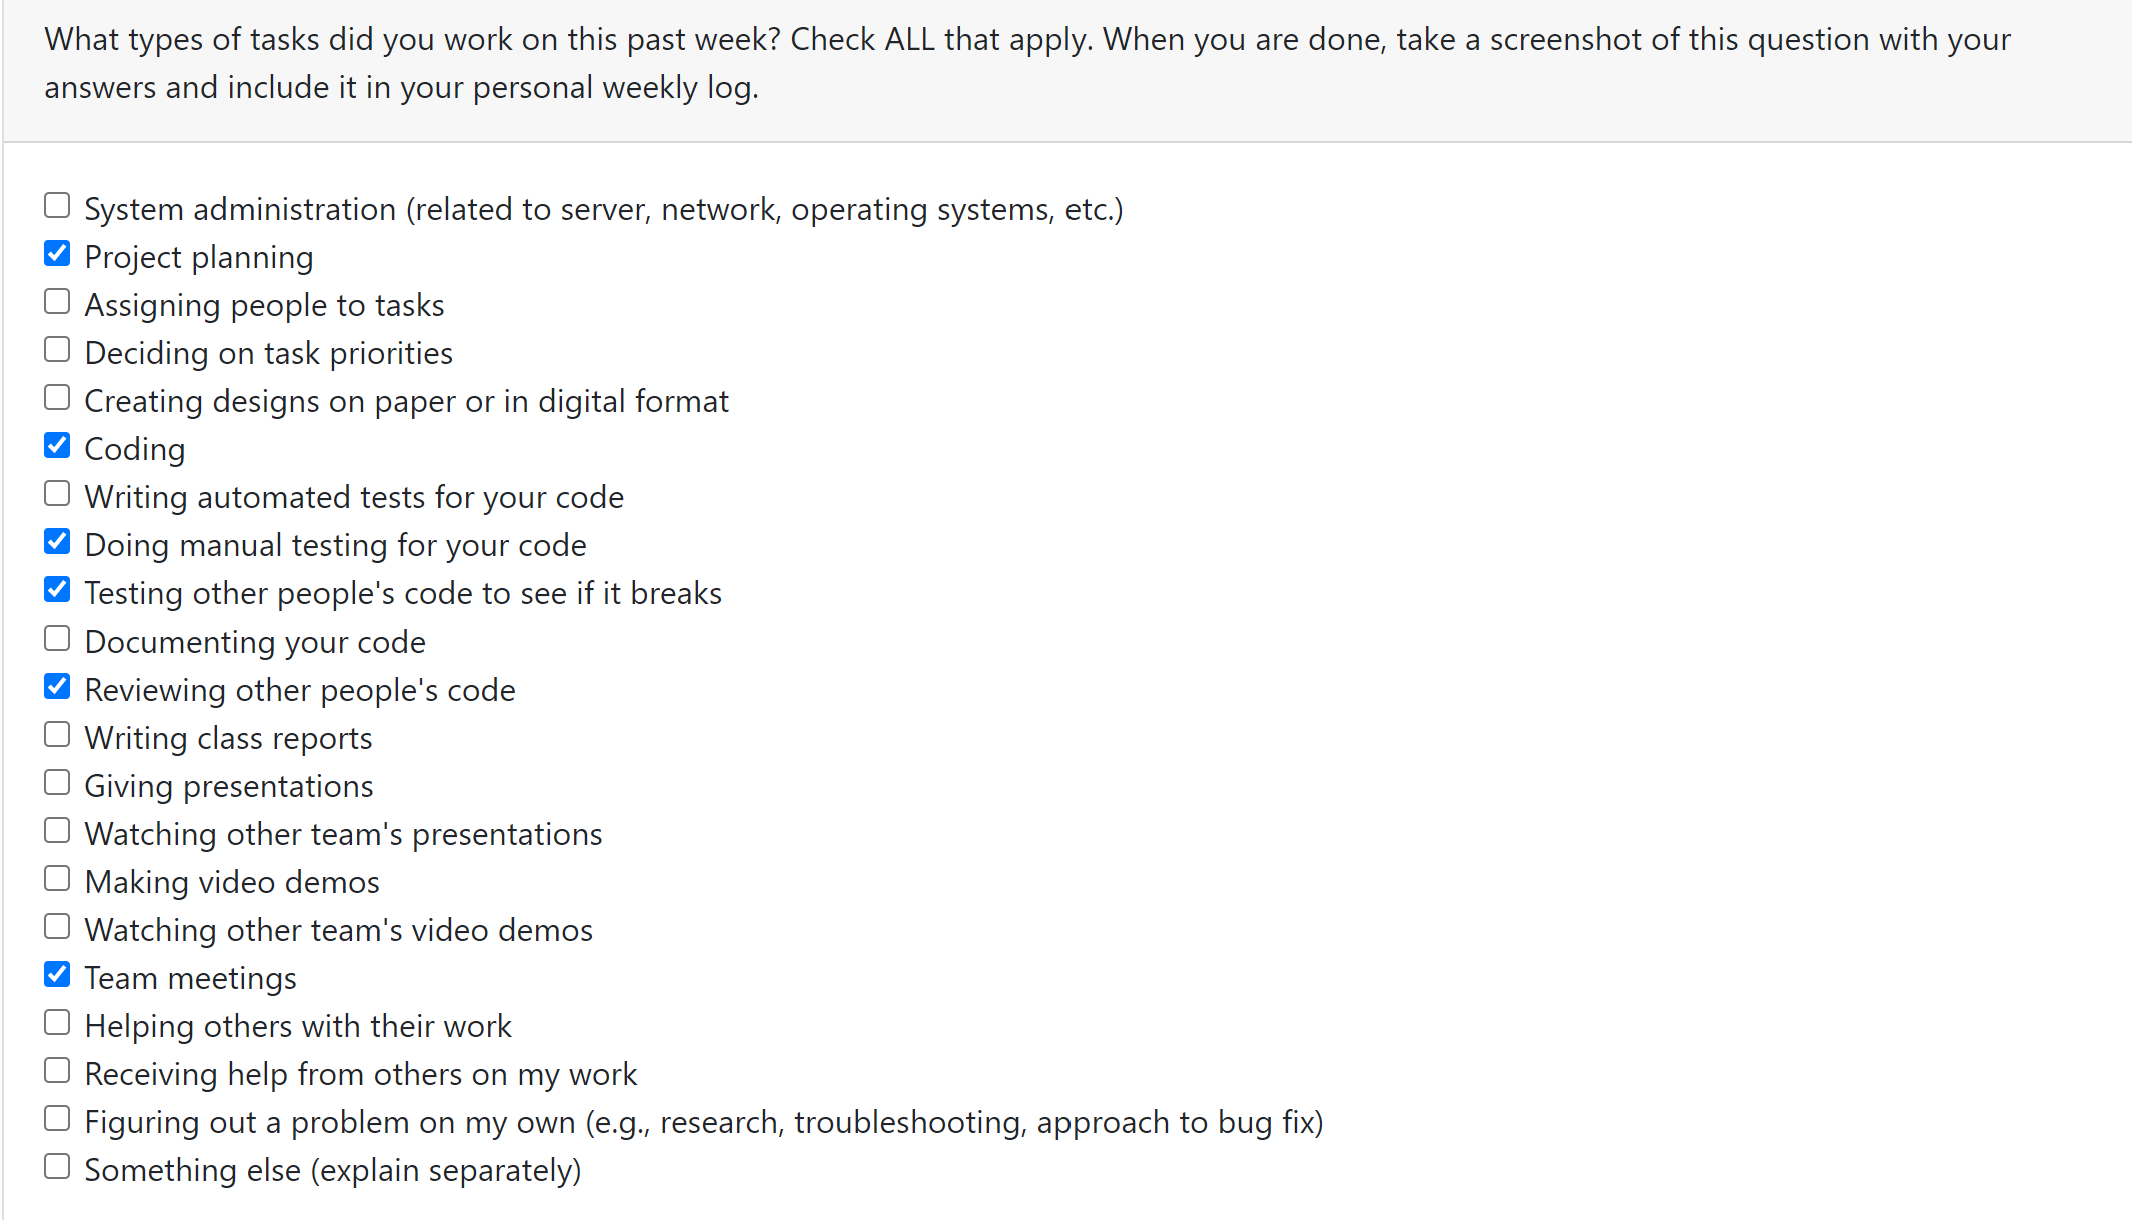 What types of tasks did you work on this past week? Check ALL that apply. When you are done, take a screenshot of this question with your
answers and include it in your personal weekly log.
System administration (related to server, network, operating systems, etc.)
Project planning
Assigning people to tasks
Deciding on task priorities
Creating designs on paper or in digital format
Coding
Writing automated tests for your code
Doing manual testing for your code
Testing other people's code to see if it breaks
Documenting your code
Reviewing other people's code
Writing class reports
Giving presentations
Watching other team's presentations
Making video demos
Watching other team's video demos
Team meetings
Helping others with their work
Receiving help from others on my work
Figuring out a problem on my own (e.g., research, troubleshooting, approach to bug fix)
Something else (explain separately)